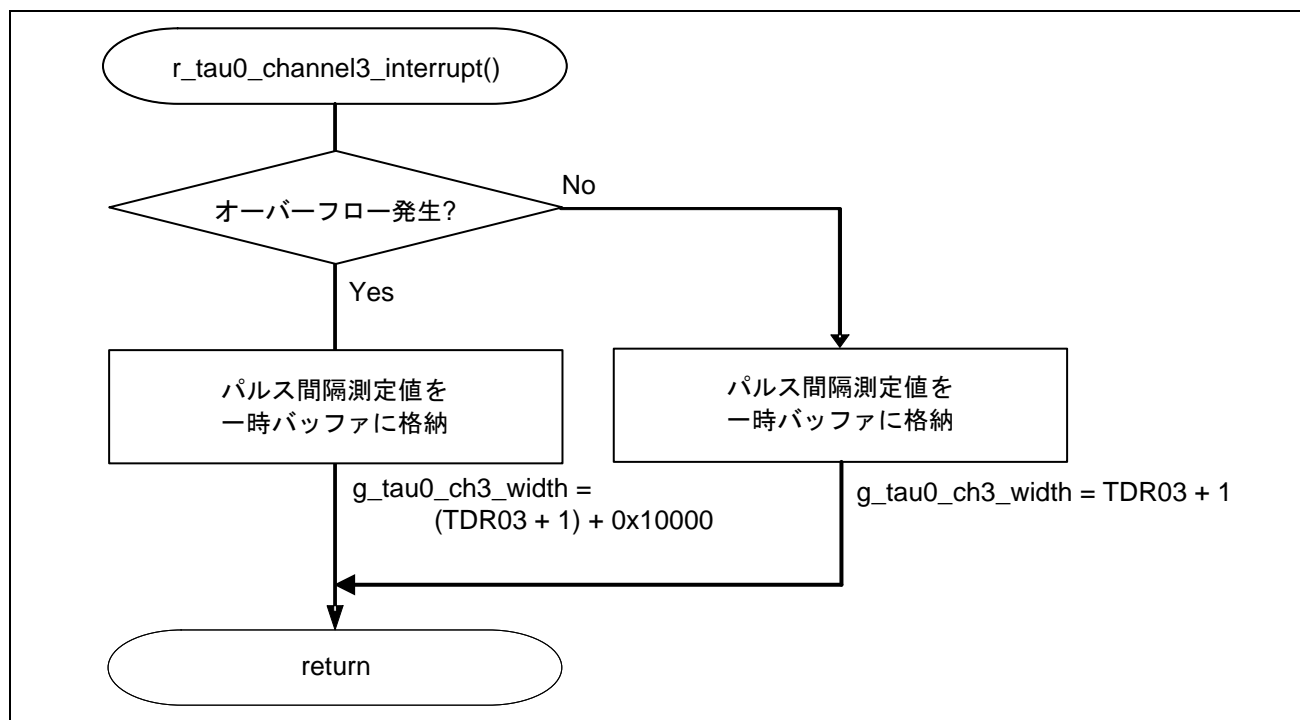 r_tau0_channel3_interrupt()
オーバーフロー発生?
No
Yes
パルス間隔測定値を
一時バッファに格納
パルス間隔測定値を
一時バッファに格納
g_tau0_ch3_width =
(TDR03 + 1) + 0x10000
g_tau0_ch3_width = TDR03 + 1
return